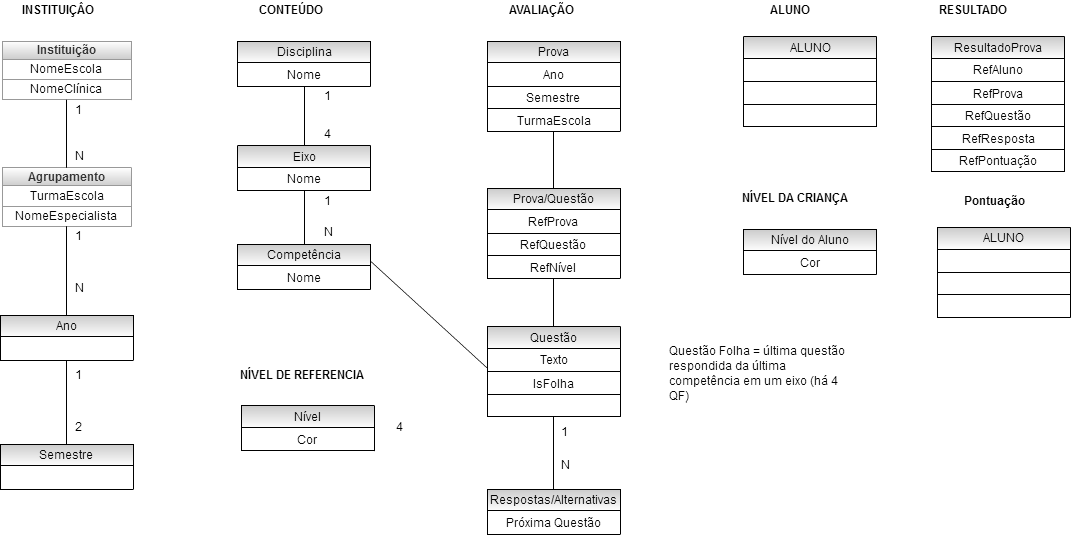 INSTITUIÇÂO
Instituição
NomeEscola
NomeClínica
1
N
Agrupamento
TurmaEscola
NomeEspecialista
1
N
Ano
1
2
Semestre
CONTEÚDO
Disciplina
Nome
1
4
Eixo
Nome
1
N
Competência
Nome
NÍVEL DE REFERENCIA
Nível
Cor
4
AVALIAÇÃO
Prova
Ano
Semestre
TurmaEscola
Prova/Questão
RefProva
RefQuestão
RefNível
Questão
Texto
IsFolha
1
N
Respostas/Alternativas
Próxima Questão
ALUNO
ALUNO
NÍVEL DA CRIANÇA
Nível do Aluno
Cor
Questão Folha = última questão
respondida da última
competência em um eixo (há 4
QF)
RESULTADO
ResultadoProva
RefAluno
RefProva
RefQuestão
RefResposta
RefPontuação
Pontuação
ALUNO